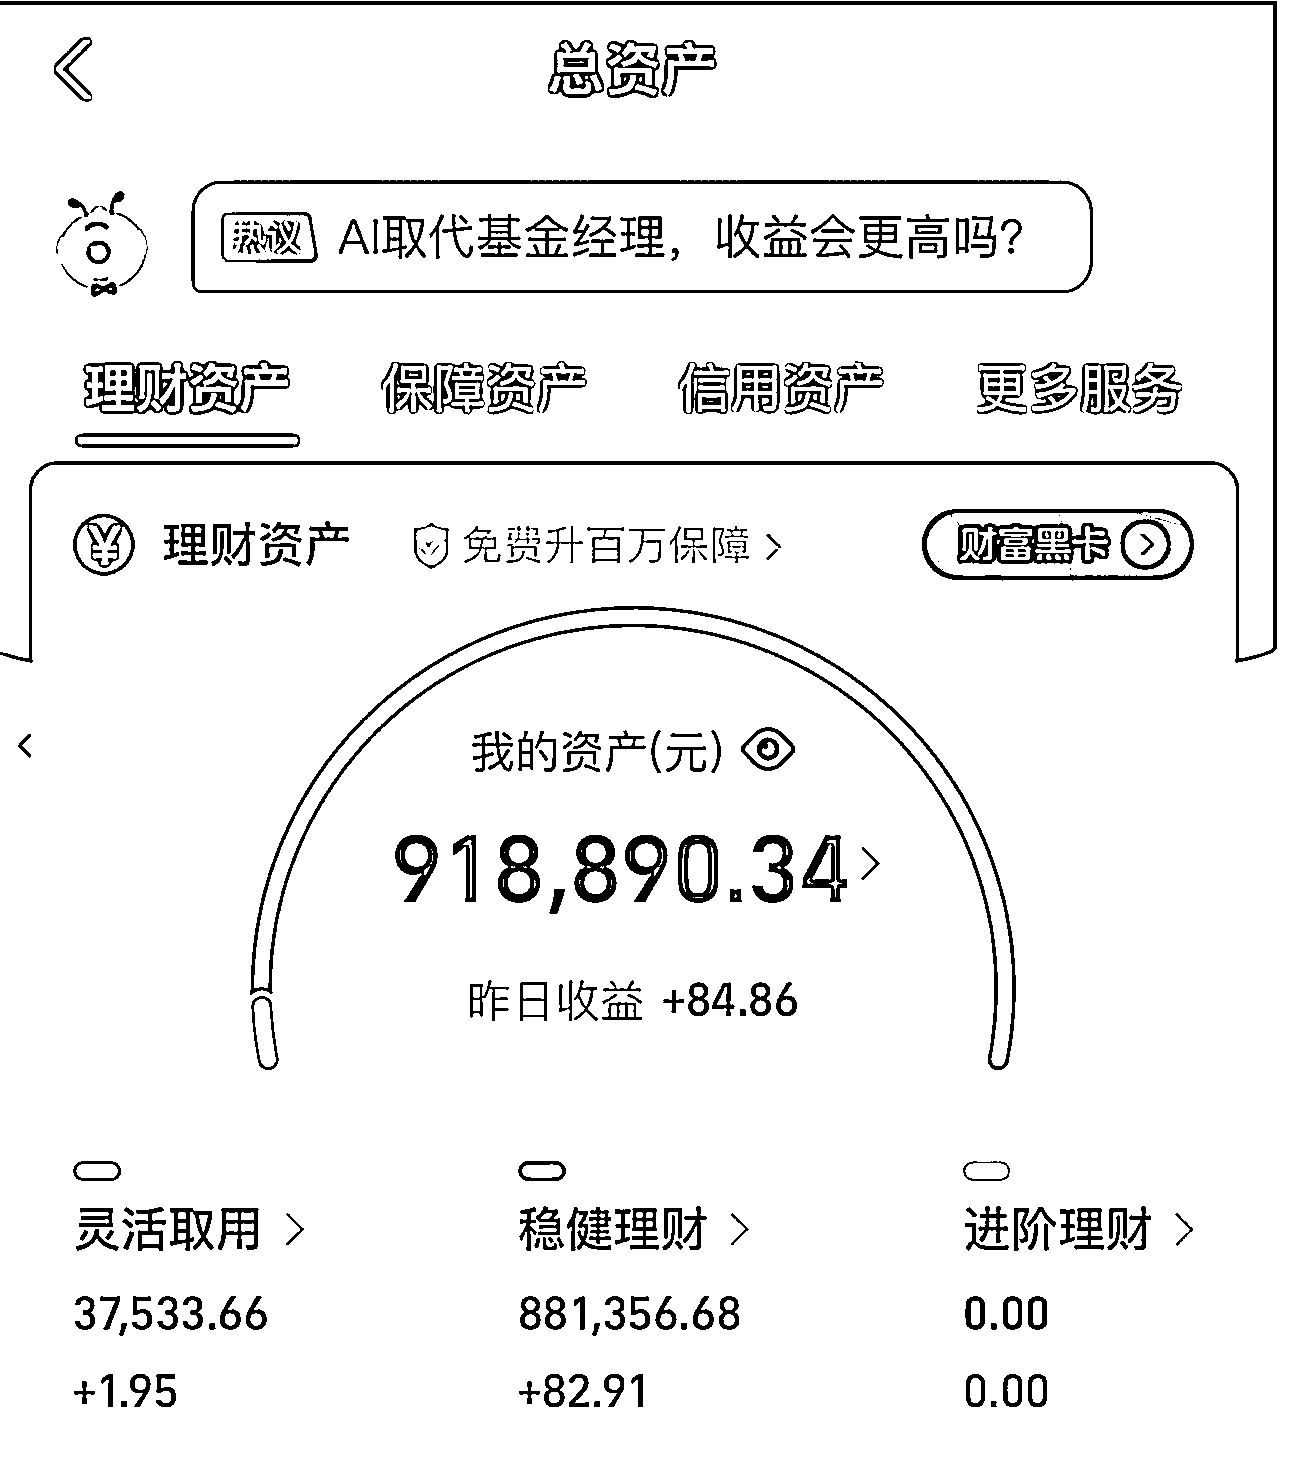 总资产
热议 AI取代基金经理，收益会更高吗？
理财资产 保障资产 信用资产 更多服务
理财资产 免费升百万保障 财富黑卡
我的资产(元)
918,890.34
昨日收益 +84.86
灵活取用 稳健理财 进阶理财
37,533.66 881,356.68 0.00
+1.95 +82.91 0.00